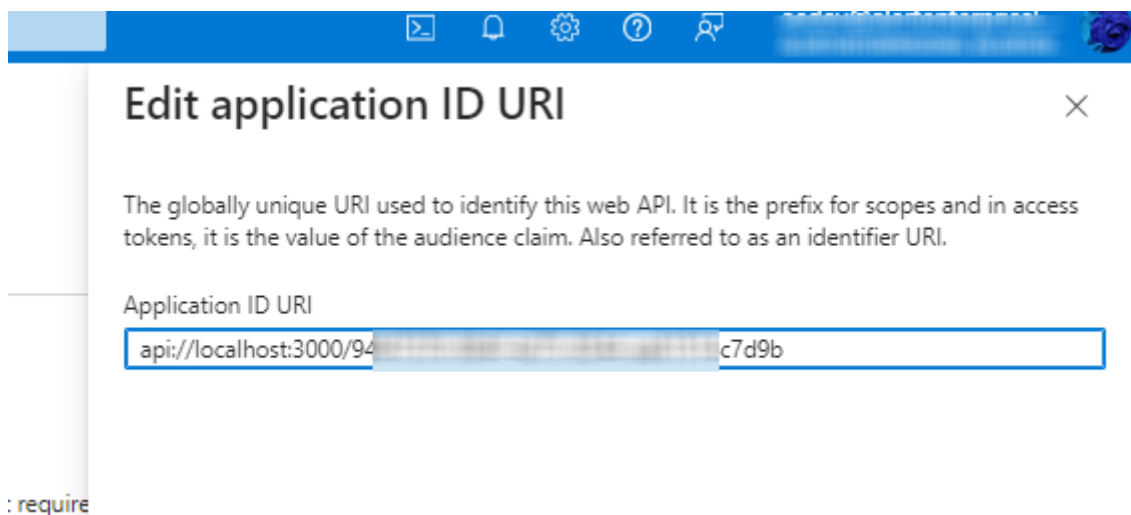 Edit application ID URI
The globally unique URI used to identify this web API. It is the prefix for scopes and in access
tokens, it is the value of the audience claim. Also referred to as an identifier URI.
Application ID URI
api://localhost:3000/94 c7d9b
: require